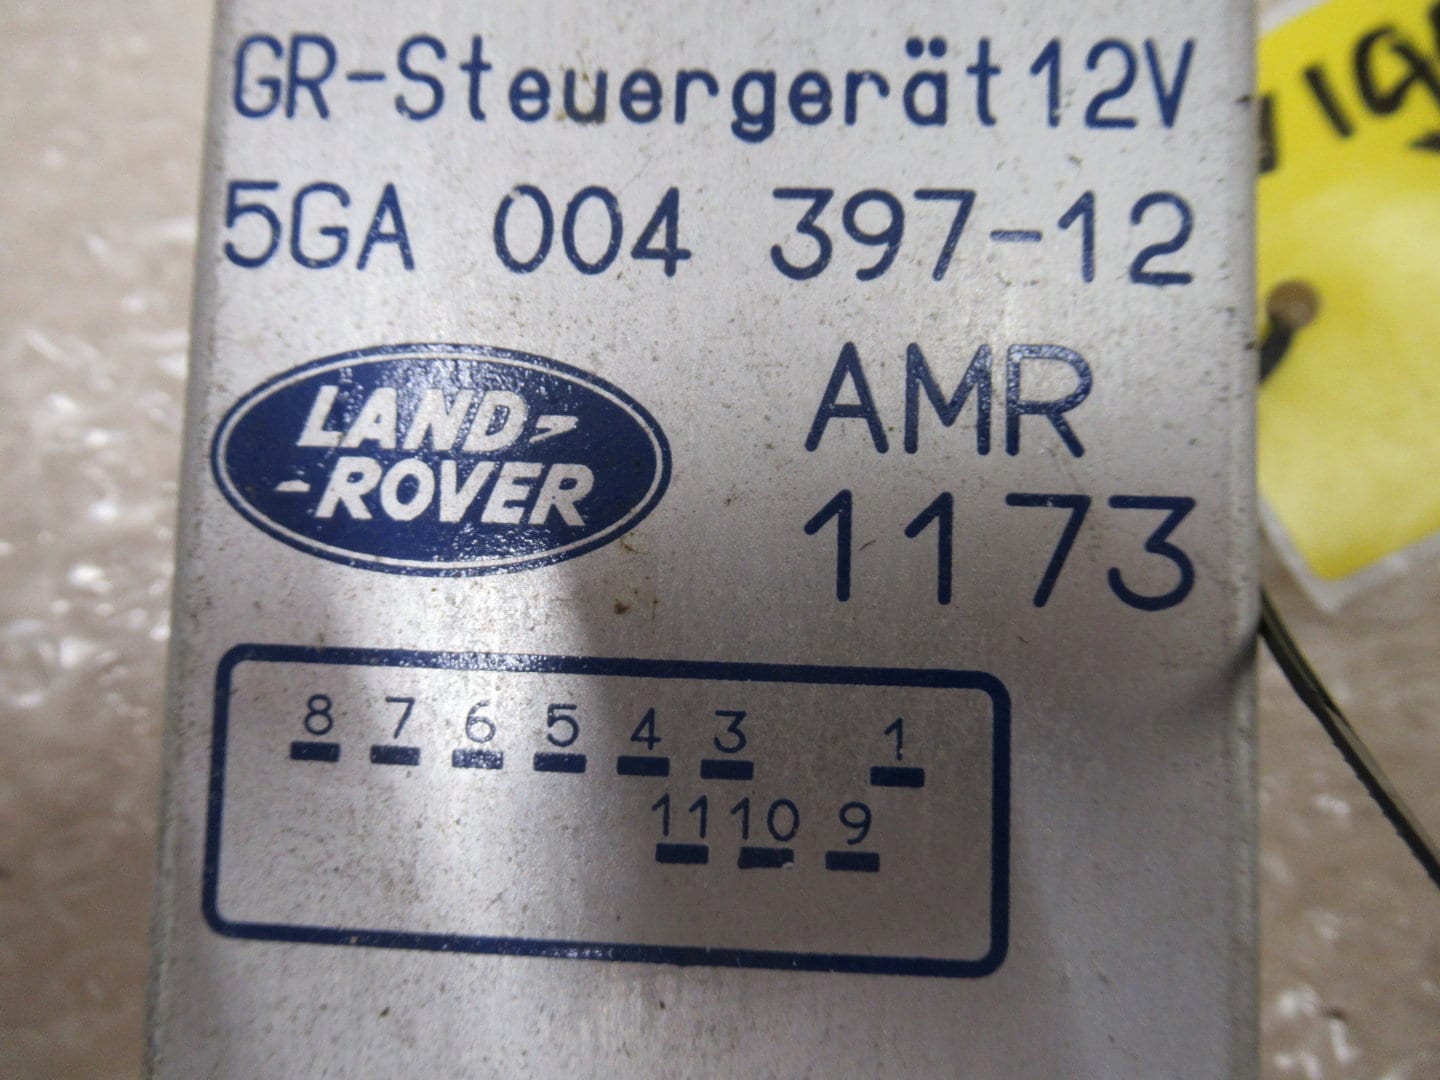 GR-Steuergerät 12V
5GA 004 397-12
LAND-
-ROVER
AMR
1173
8 7 6 5 4 3 1
11 10 9